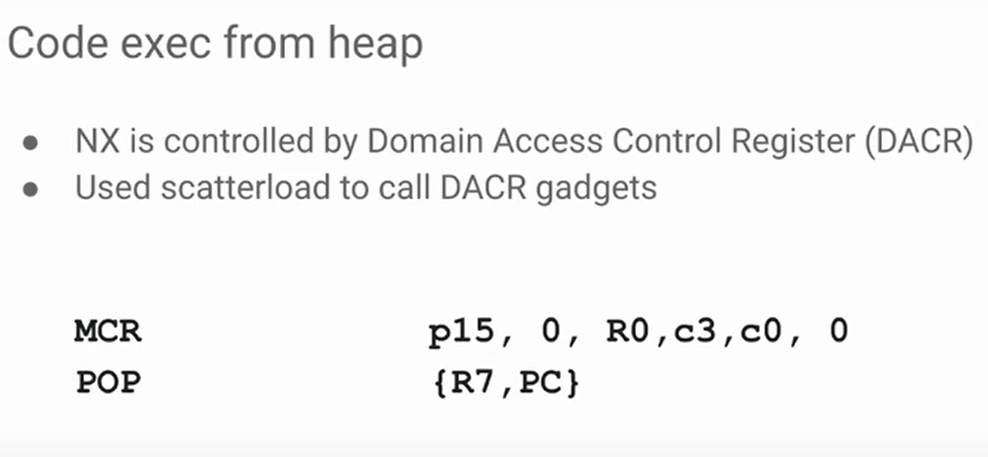 Code exec from heap
● NX is controlled by Domain Access Control Register (DACR)
● Used scatterload to call DACR gadgets
MCR p15, 0, R0,c3,c0, 0
POP {R7,PC}